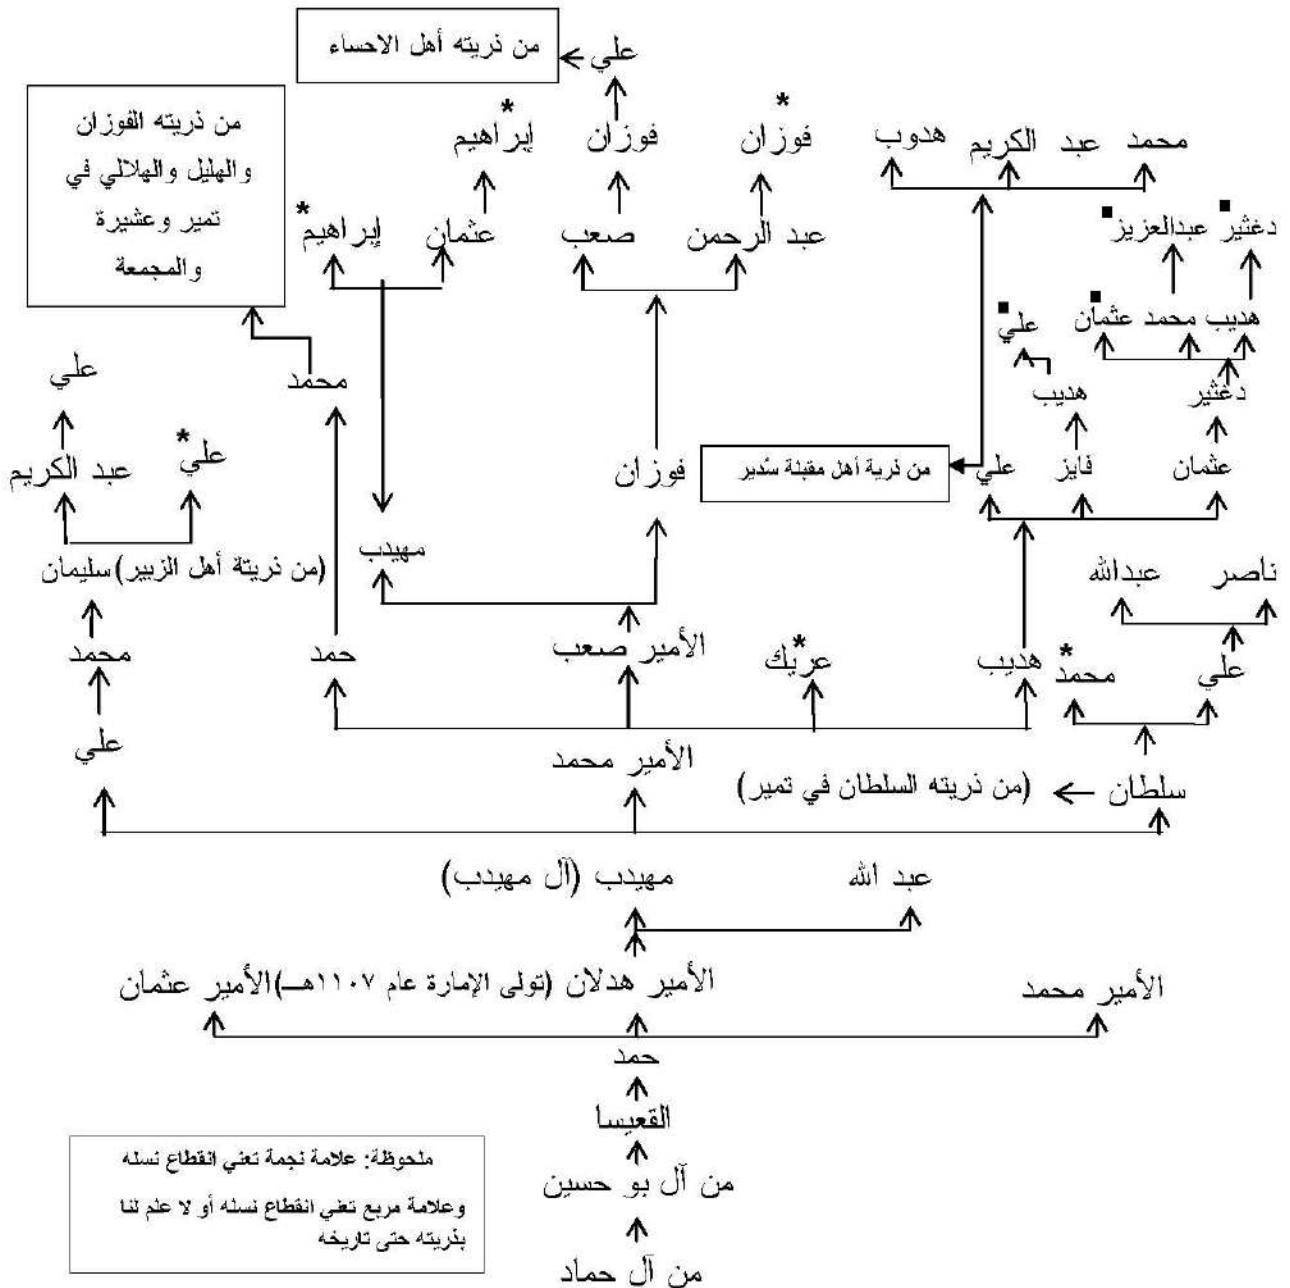 من ذريته أهل الاحساء
علي
من ذريته الفوزان
والهليل والهلالي في
تمير وعشيرة
والمجمعة
إبراهيم*
فوزان
فوزان*
هدوب
عبد الكريم
محمد
إبراهيم*
عثمان
صعب
عبد الرحمن
عبدالعزيز■
دغثير■
علي■
عثمان■
محمد
هديب
محمد
علي
هديب
دغثير
عبد الكريم
علي*
فوزان
من ذرية أهل مقبلة سدير
علي
فايز
عثمان
مهيدب
سليمان (من ذريتة أهل الزبير)
عبدالله
ناصر
محمد
حمد
الأمير صعب
عريك*
هديب
محمد*
علي
علي
الأمير محمد
سلطان
(من ذريته السلطان في تمير)
مهيدب (آل مهيدب)
عبد الله
الأمير عثمان
الأمير هدلان (تولى الإمارة عام ١١٠٧هـ)
الأمير محمد
حمد
القعيسا
من آل بو حسين
من آل حماد
ملحوظة: علامة نجمة تعني انقطاع نسله
وعلامة مربع تعني انقطاع نسله أو لا علم لنا
بذريته حتى تاريخه